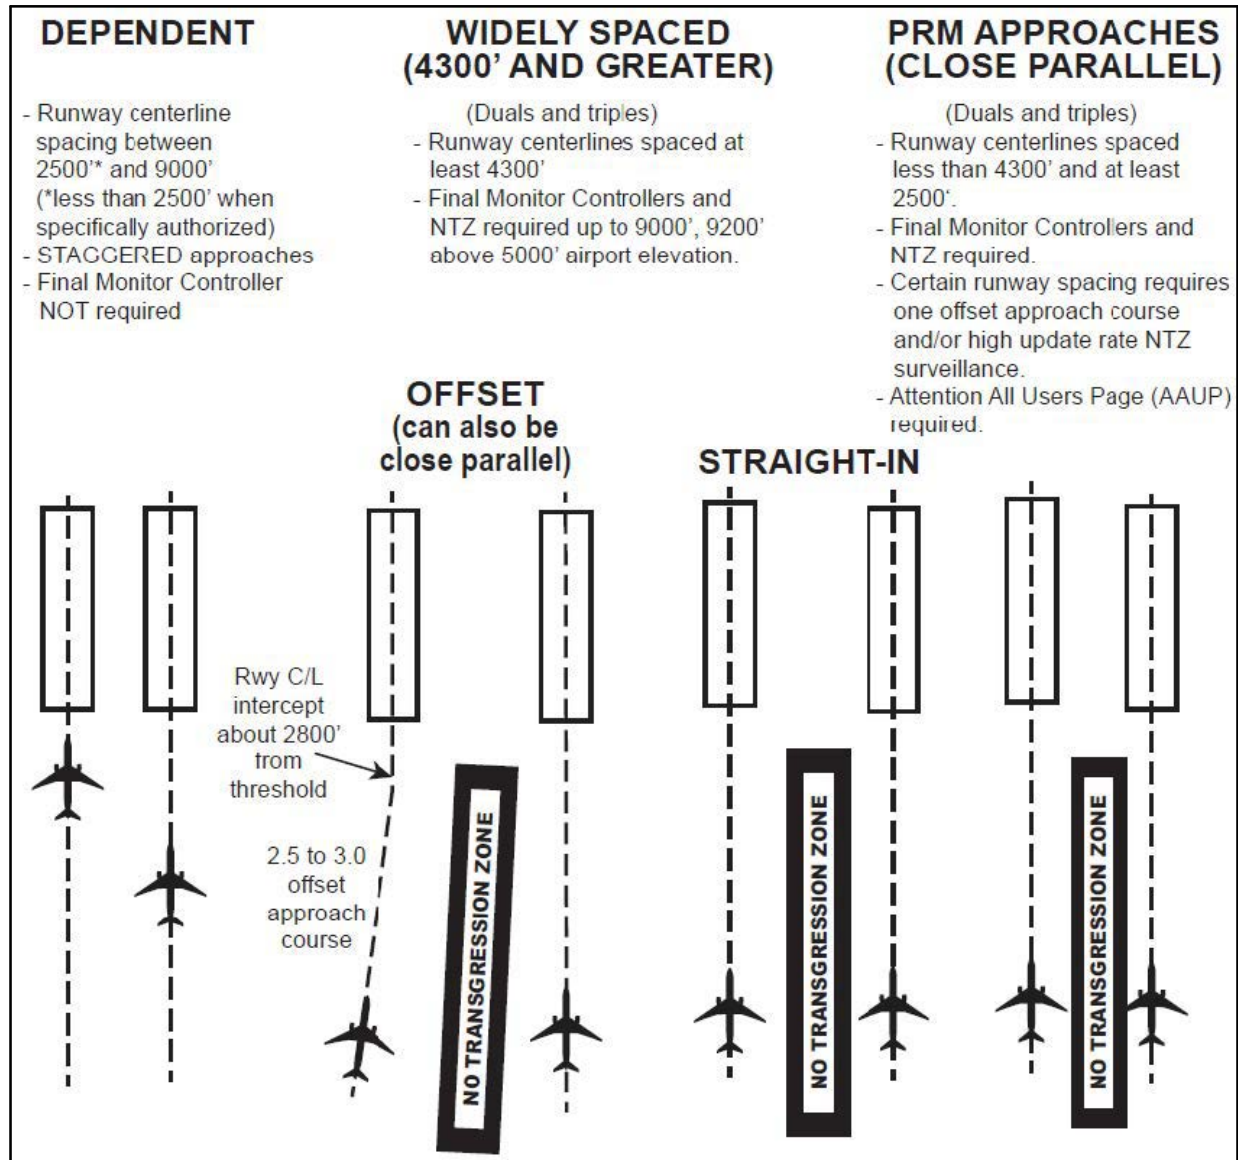 DEPENDENT
- Runway centerline
spacing between
2500'* and 9000'
(*less than 2500' when
specifically authorized)
- STAGGERED approaches
- Final Monitor Controller
NOT required
WIDELY SPACED
(4300' AND GREATER)
(Duals and triples)
- Runway centerlines spaced at
least 4300'
- Final Monitor Controllers and
NTZ required up to 9000', 9200'
above 5000' airport elevation.
PRM APPROACHES
(CLOSE PARALLEL)
(Duals and triples)
- Runway centerlines spaced
less than 4300' and at least
2500'.
- Final Monitor Controllers and
NTZ required.
- Certain runway spacing requires
one offset approach course
and/or high update rate NTZ
surveillance.
- Attention All Users Page (AAUP)
required.
OFFSET
(can also be
close parallel)
STRAIGHT-IN
Rwy C/L
intercept
about 2800'
from
threshold
2.5 to 3.0
offset
approach
course
NO TRANSGRESSION ZONE
NO TRANSGRESSION ZONE
NO TRANSGRESSION ZONE